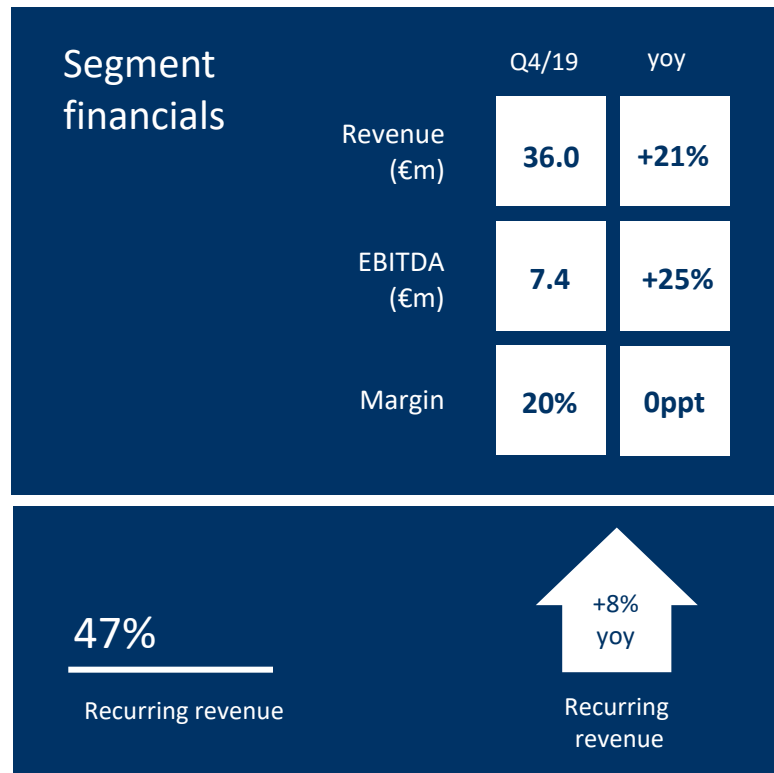 Segment
financials
Q4/19 yoy
Revenue
(€m)
36.0 +21%
EBITDA
(€m)
7.4 +25%
Margin 20% 0ppt
47%
Recurring revenue
+8%
yoy
Recurring
revenue